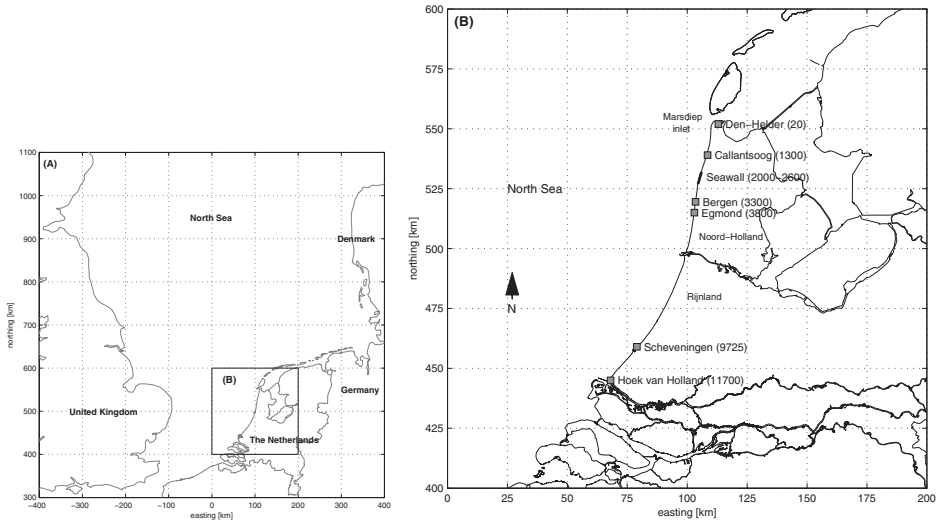 (A)
1100
1000
900
800
700
600
500
400
300
northing [km]
−400 −300 −200 −100 0 100 200 300 400
easting [km]
North Sea
Denmark
(B)
Germany
United Kingdom
The Netherlands
(B)
600
575
550
525
500
475
450
425
400
northing [km]
0 25 50 75 100 125 150 175 200
easting [km]
Marsdiep
inlet
Den−Helder (20)
Callantsoog (1300)
Seawall (2000−2600)
North Sea
Bergen (3300)
Egmond (3800)
Noord−Holland
N
Rijnland
Scheveningen (9725)
Hoek van Holland (11700)